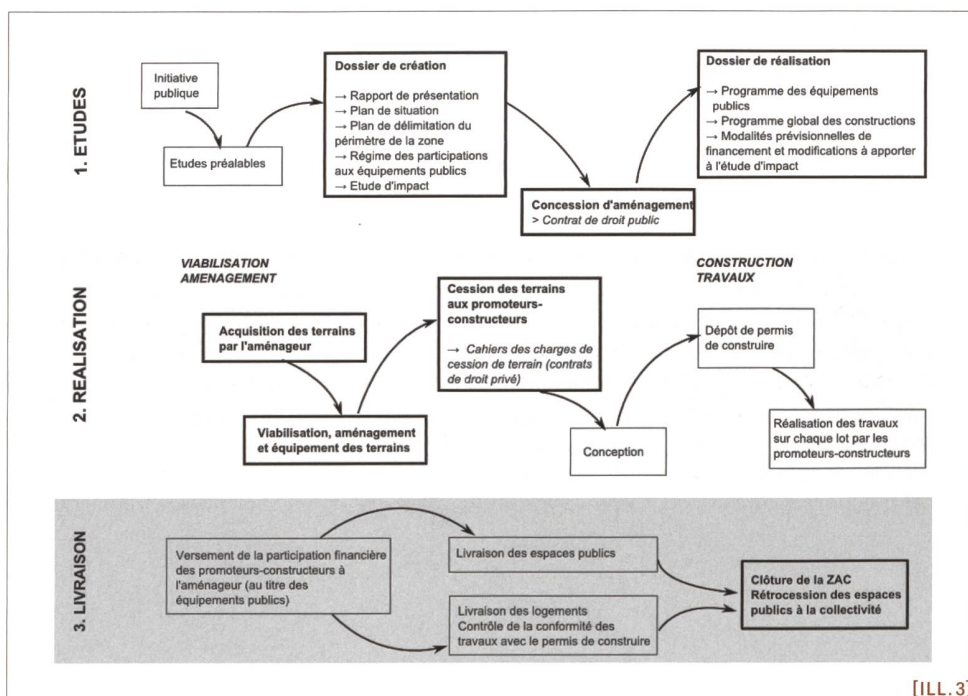 1. ETUDES
Initiative
publique
Etudes préalables
Dossier de création
→ Rapport de présentation
→ Plan de situation
→ Plan de délimitation du
périmètre de la zone
→ Régime des participations
aux équipements publics
→ Etude d'impact
Concession d'aménagement
> Contrat de droit public
Dossier de réalisation
→ Programme des équipements
publics
→ Programme global des constructions
→ Modalités prévisionnelles de
financement et modifications à apporter
à l'étude d'impact
2. REALISATION
VIABILISATION
AMENAGEMENT
Acquisition des terrains
par l'aménageur
Viabilisation, aménagement
et équipement des terrains
Cession des terrains
aux promoteurs-
constructeurs
→ Cahiers des charges de
cession de terrain (contrats
de droit privé)
Conception
CONSTRUCTION
TRAVAUX
Dépôt de permis
de construire
Réalisation des travaux
sur chaque lot par les
promoteurs-constructeurs
3. LIVRAISON
Versement de la participation financière
des promoteurs-constructeurs à
l'aménageur (au titre des
équipements publics)
Livraison des espaces publics
Livraison des logements
Contrôle de la conformité des
travaux avec le permis de construire
Clôture de la ZAC
Rétrocession des espaces
publics à la collectivité
[ILL.3]